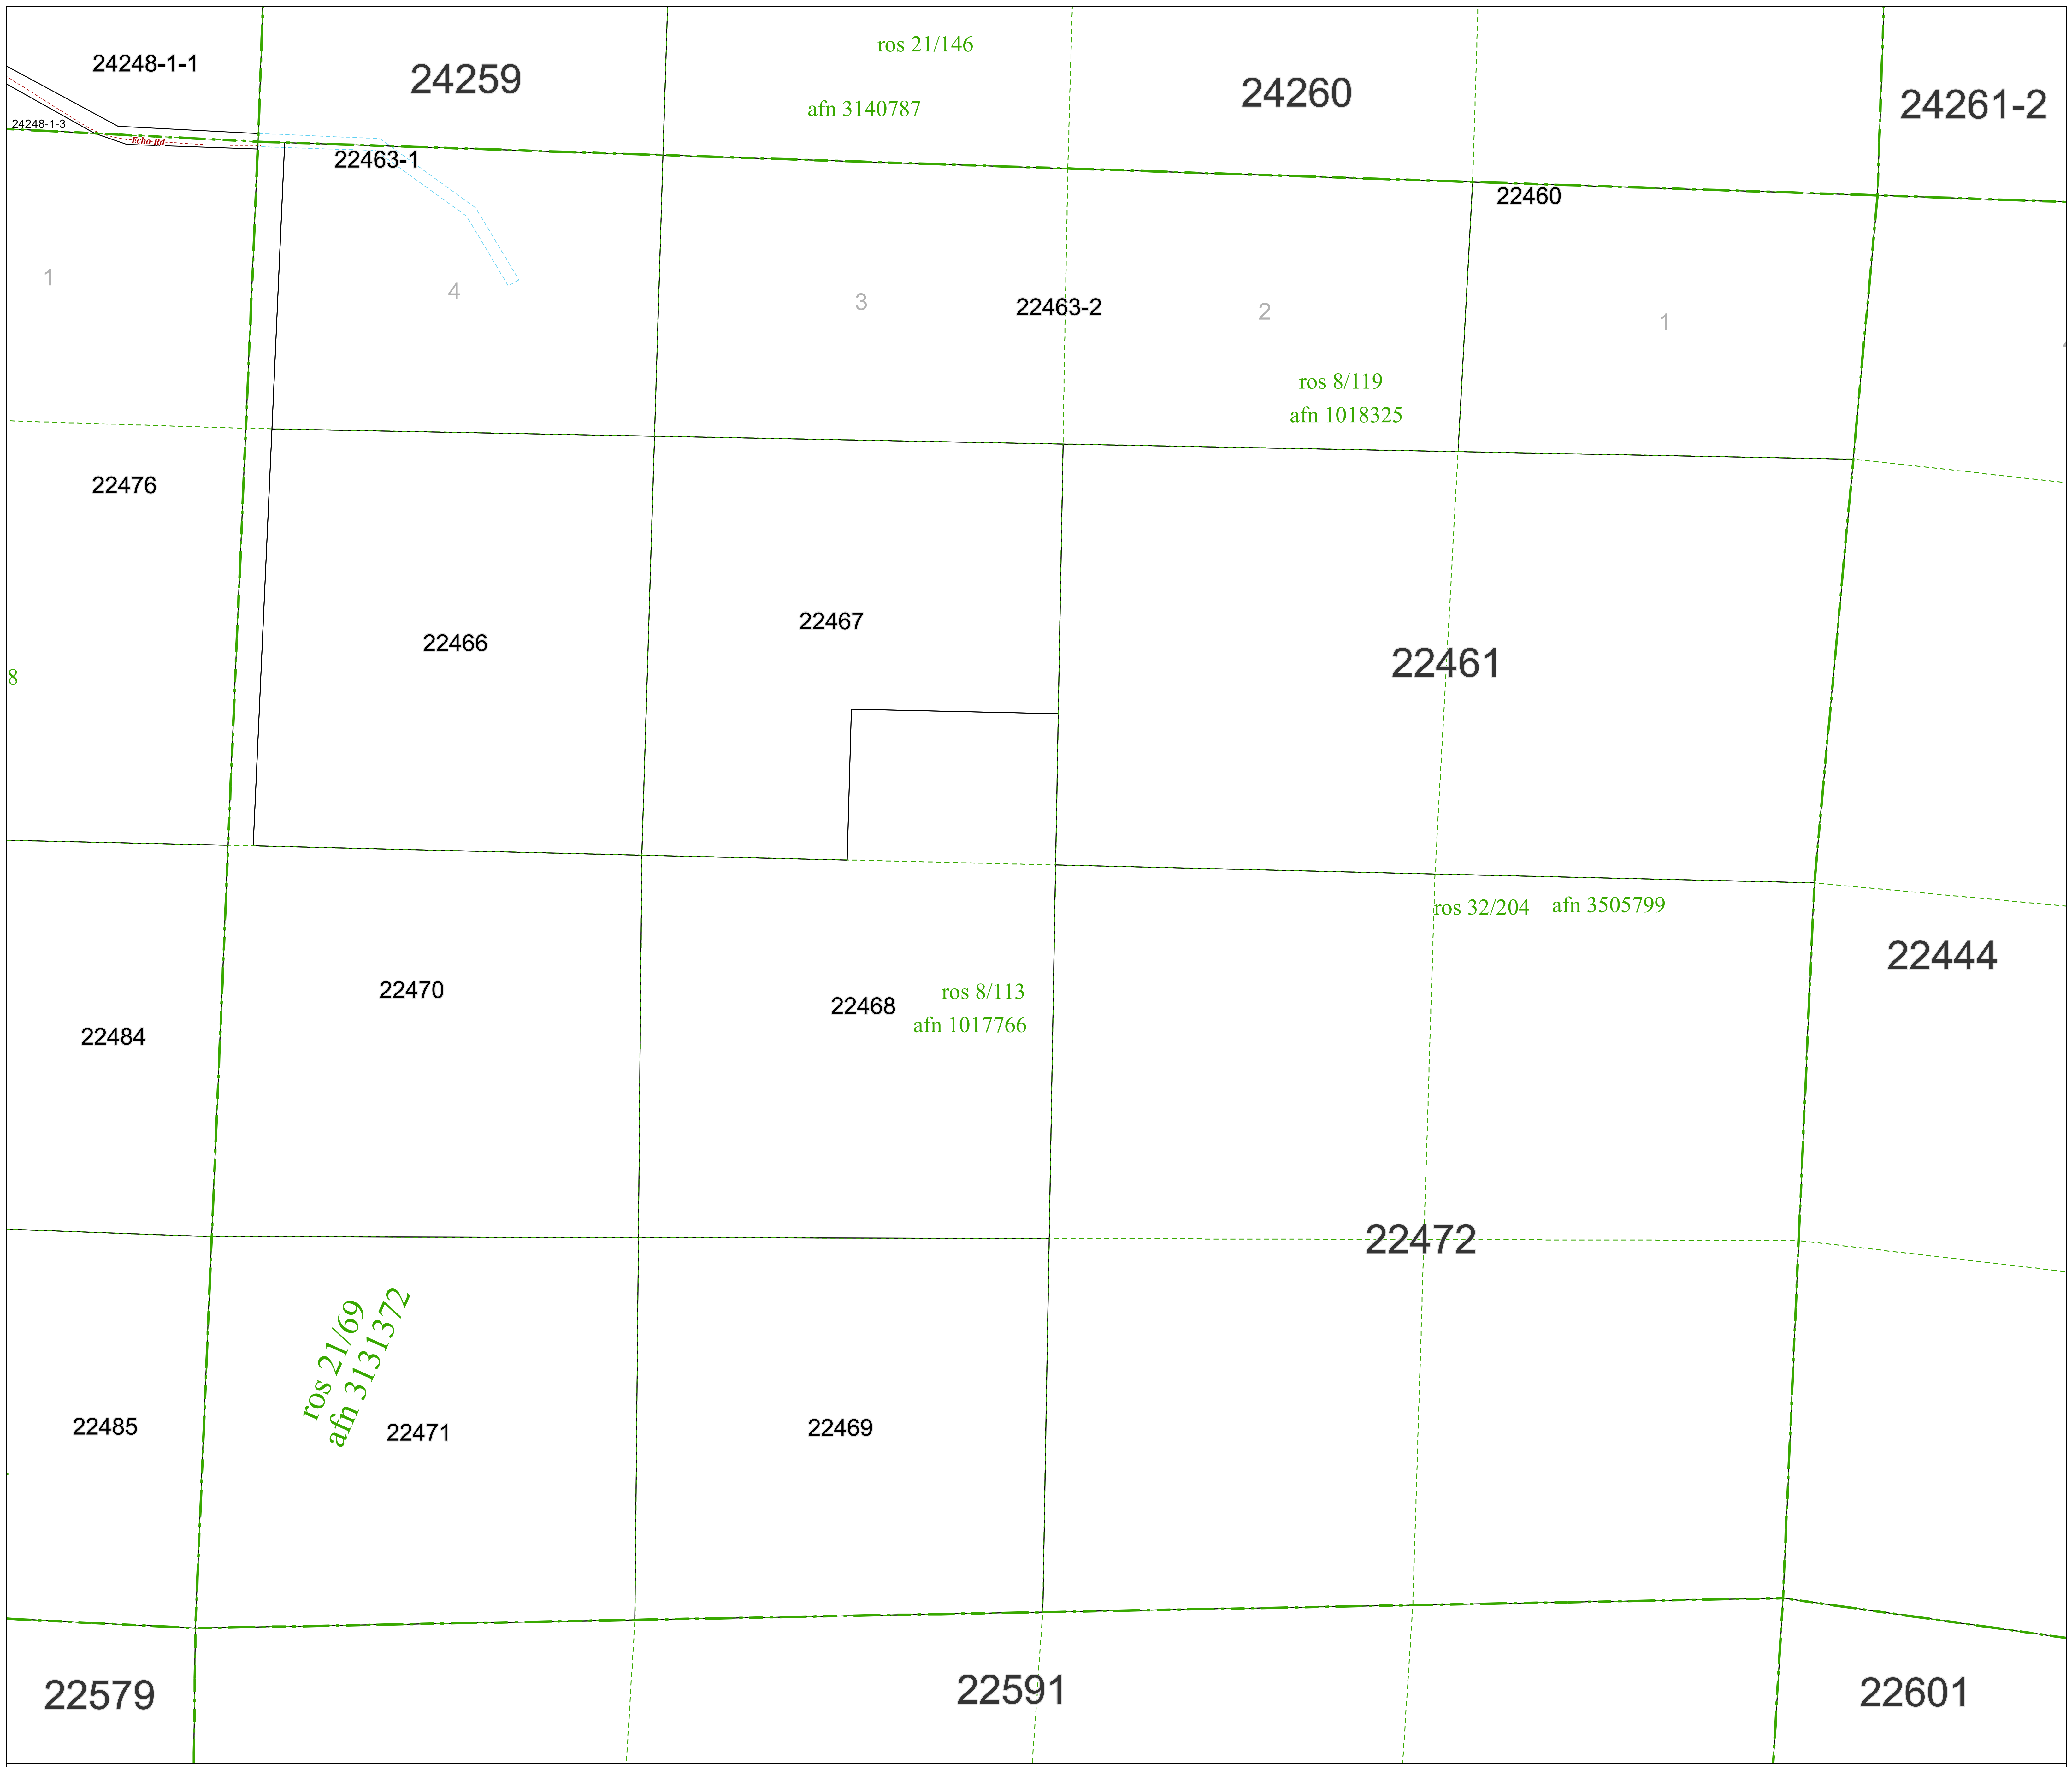 ros 21/146
24248-1-1
24259
24260
24261-2
afn 3140787
24248-1-3
Echo Rd
22463-1
22460
1
4
3
22463-2
2
1
ros 8/119
afn 1018325
22476
22467
22466
22461
8
ros 32/204
afn 3505799
22444
22470
ros 8/113
22468
afn 1017766
22484
22472
ros 21/69
afn 3131372
22485
22471
22469
22579
22591
22601